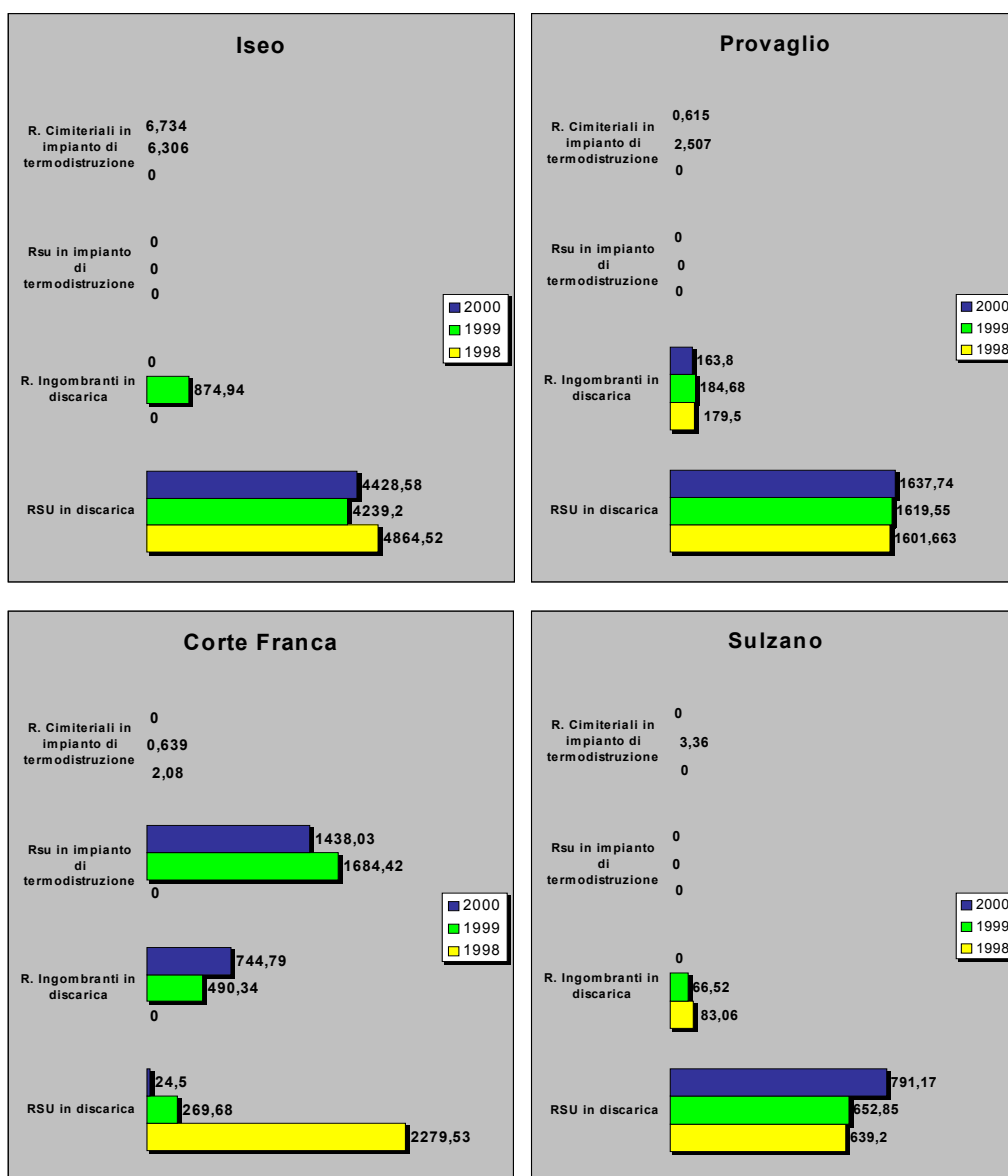 Iseo
R. Cimiteriali in
impianto di
termodistruzione
6,734
6,306
0
Rsu in impianto
di
termodistruzione
0
0
0
R. Ingombranti in
discarica
0
874,94
0
RSU in discarica
4428,58
4239,2
4864,52
2000
1999
1998
Provaglio
R. Cimiteriali in
impianto di
termodistruzione
0,615
2,507
0
Rsu in impianto
di
termodistruzione
0
0
0
R. Ingombranti in
discarica
163,8
184,68
179,5
RSU in discarica
1637,74
1619,55
1601,663
2000
1999
1998
Corte Franca
R. Cimiteriali in
impianto di
termodistruzione
0
0,639
2,08
Rsu in impianto
di
termodistruzione
1438,03
1684,42
0
R. Ingombranti in
discarica
744,79
490,34
0
RSU in discarica
24,5
269,68
2279,53
2000
1999
1998
Sulzano
R. Cimiteriali in
impianto di
termodistruzione
0
3,36
0
Rsu in impianto
di
termodistruzione
0
0
0
R. Ingombranti in
discarica
0
66,52
83,06
RSU in discarica
791,17
652,85
639,2
2000
1999
1998